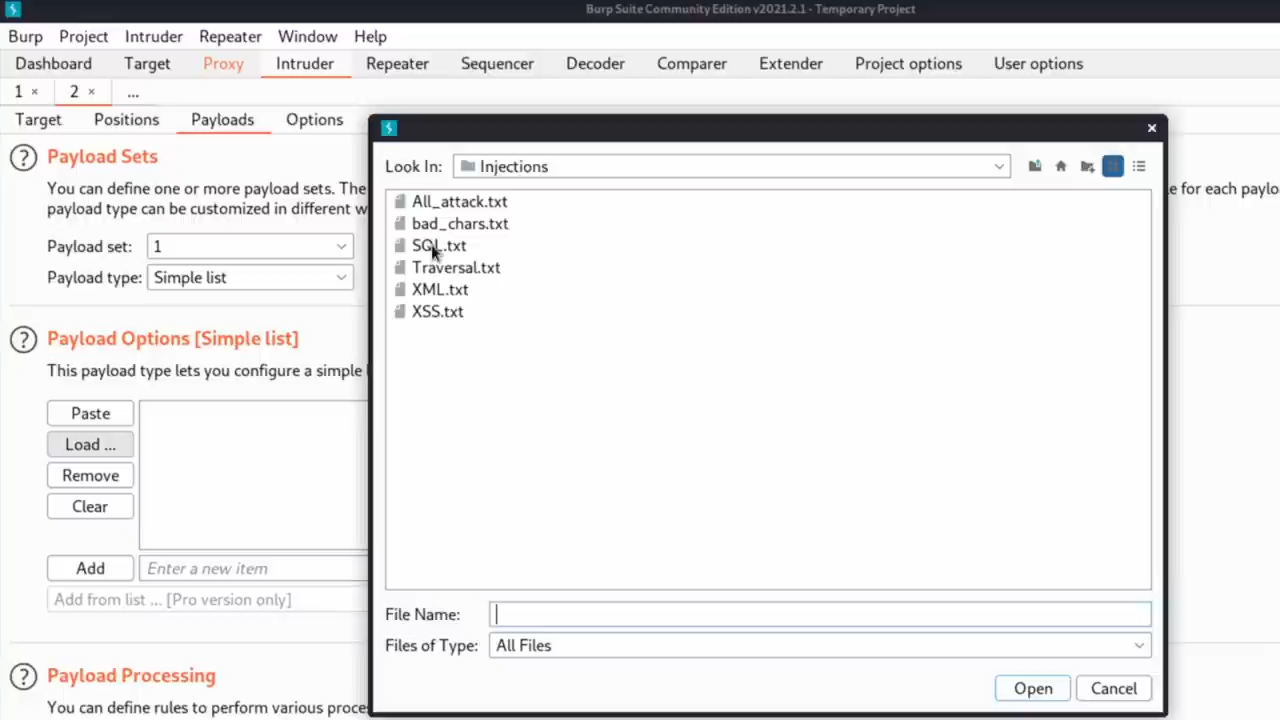 Burp Suite Community Edition v2021.2.1 - Temporary Project
Burp Project Intruder Repeater Window Help
Dashboard Target Proxy Intruder Repeater Sequencer Decoder Comparer Extender Project options User options
1 × 2 × ...
Target Positions Payloads Options
Payload Sets
You can define one or more payload sets. The
e for each paylo
payload type can be customized in different w
Payload set: 1
Payload type: Simple list
Payload Options [Simple list]
This payload type lets you configure a simple
Paste
Load ...
Remove
Clear
Add Enter a new item
Add from list ... [Pro version only]
Payload Processing
You can define rules to perform various proce
Look In: Injections
All_attack.txt
bad_chars.txt
SQL.txt
Traversal.txt
XML.txt
XSS.txt
File Name:
Files of Type: All Files
Open Cancel